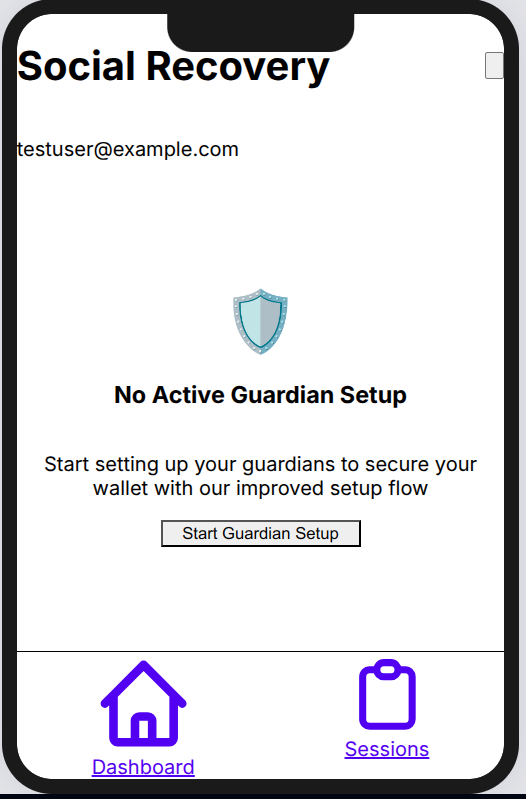 Social Recovery
testuser@example.com
No Active Guardian Setup
Start setting up your guardians to secure your
wallet with our improved setup flow
Start Guardian Setup
Dashboard
Sessions